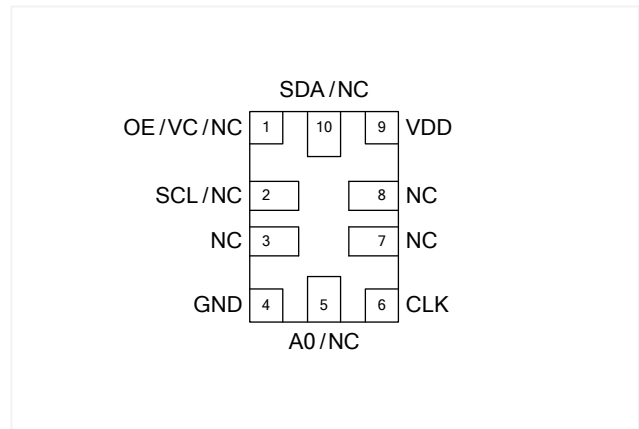 SDA/NC
OE/VC/NC 1 10 9 VDD
SCL/NC 2 8 NC
NC 3 7 NC
GND 4 5 6 CLK
A0/NC